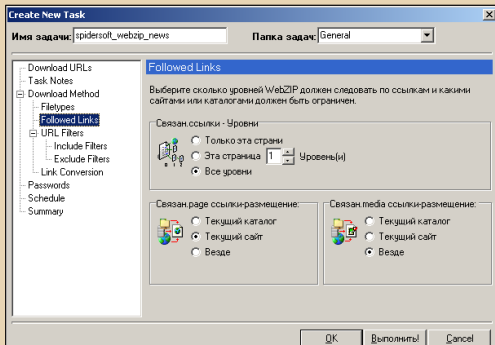 Create New Task
Имя задачи: spidersoft_webzip_news Папка задач: General
Download URLs
Task Notes
Download Method
Filetypes
Followed Links
URL Filters
Include Filters
Exclude Filters
Link Conversion
Passwords
Schedule
Summary
Followed Links
Выберите сколько уровней WebZIP должен следовать по ссылкам и какими
сайтами или каталогами должен быть ограничен.
Связан.ссылки - Уровни
Только эта страни
Эта страница 1 Уровень(и)
Все уровни
Связан.page ссылки-размещение:
Текущий каталог
Текущий сайт
Везде
Связан.media ссылки-размещение:
Текущий каталог
Текущий сайт
Везде
OK Выполнить! Cancel